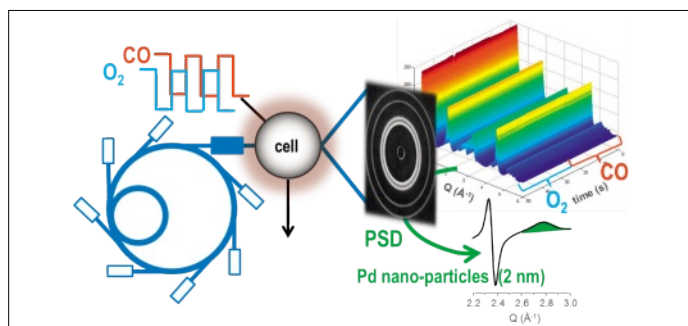 CO
O2
cell
Q (Å-¹)
time (s)
O2
CO
PSD
Pd nano-particles (2 nm)
2.2 2.4 2.6 2.8 3.0
Q (Å-¹)